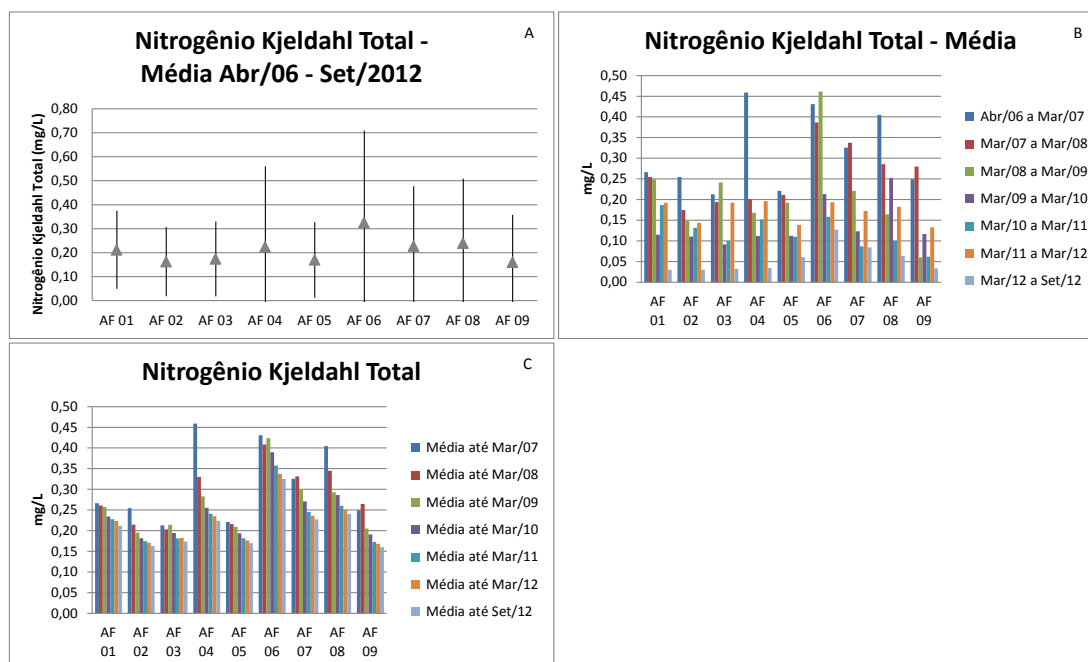 Nitrogênio Kjeldahl Total -
Média Abr/06 - Set/2012
A
Nitrogênio Kjeldahl Total (mg/L)
0,80
0,70
0,60
0,50
0,40
0,30
0,20
0,10
0,00
AF 01 AF 02 AF 03 AF 04 AF 05 AF 06 AF 07 AF 08 AF 09
Nitrogênio Kjeldahl Total - Média
B
mg/L
0,50
0,45
0,40
0,35
0,30
0,25
0,20
0,15
0,10
0,05
0,00
AF AF AF AF AF AF AF AF AF
01 02 03 04 05 06 07 08 09
Abr/06 a Mar/07
Mar/07 a Mar/08
Mar/08 a Mar/09
Mar/09 a Mar/10
Mar/10 a Mar/11
Mar/11 a Mar/12
Mar/12 a Set/12
Nitrogênio Kjeldahl Total
C
mg/L
0,50
0,45
0,40
0,35
0,30
0,25
0,20
0,15
0,10
0,05
0,00
AF AF AF AF AF AF AF AF AF
01 02 03 04 05 06 07 08 09
Média até Mar/07
Média até Mar/08
Média até Mar/09
Média até Mar/10
Média até Mar/11
Média até Mar/12
Média até Set/12